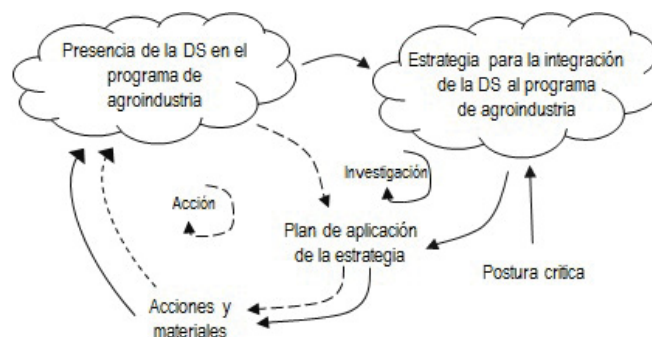 Presencia de la DS en el
programa de
agroindustria
Estrategia para la integración
de la DS al programa
de agroindustria
Investigación
Acción
Plan de aplicación
de la estrategia
Postura critica
Acciones y
materiales